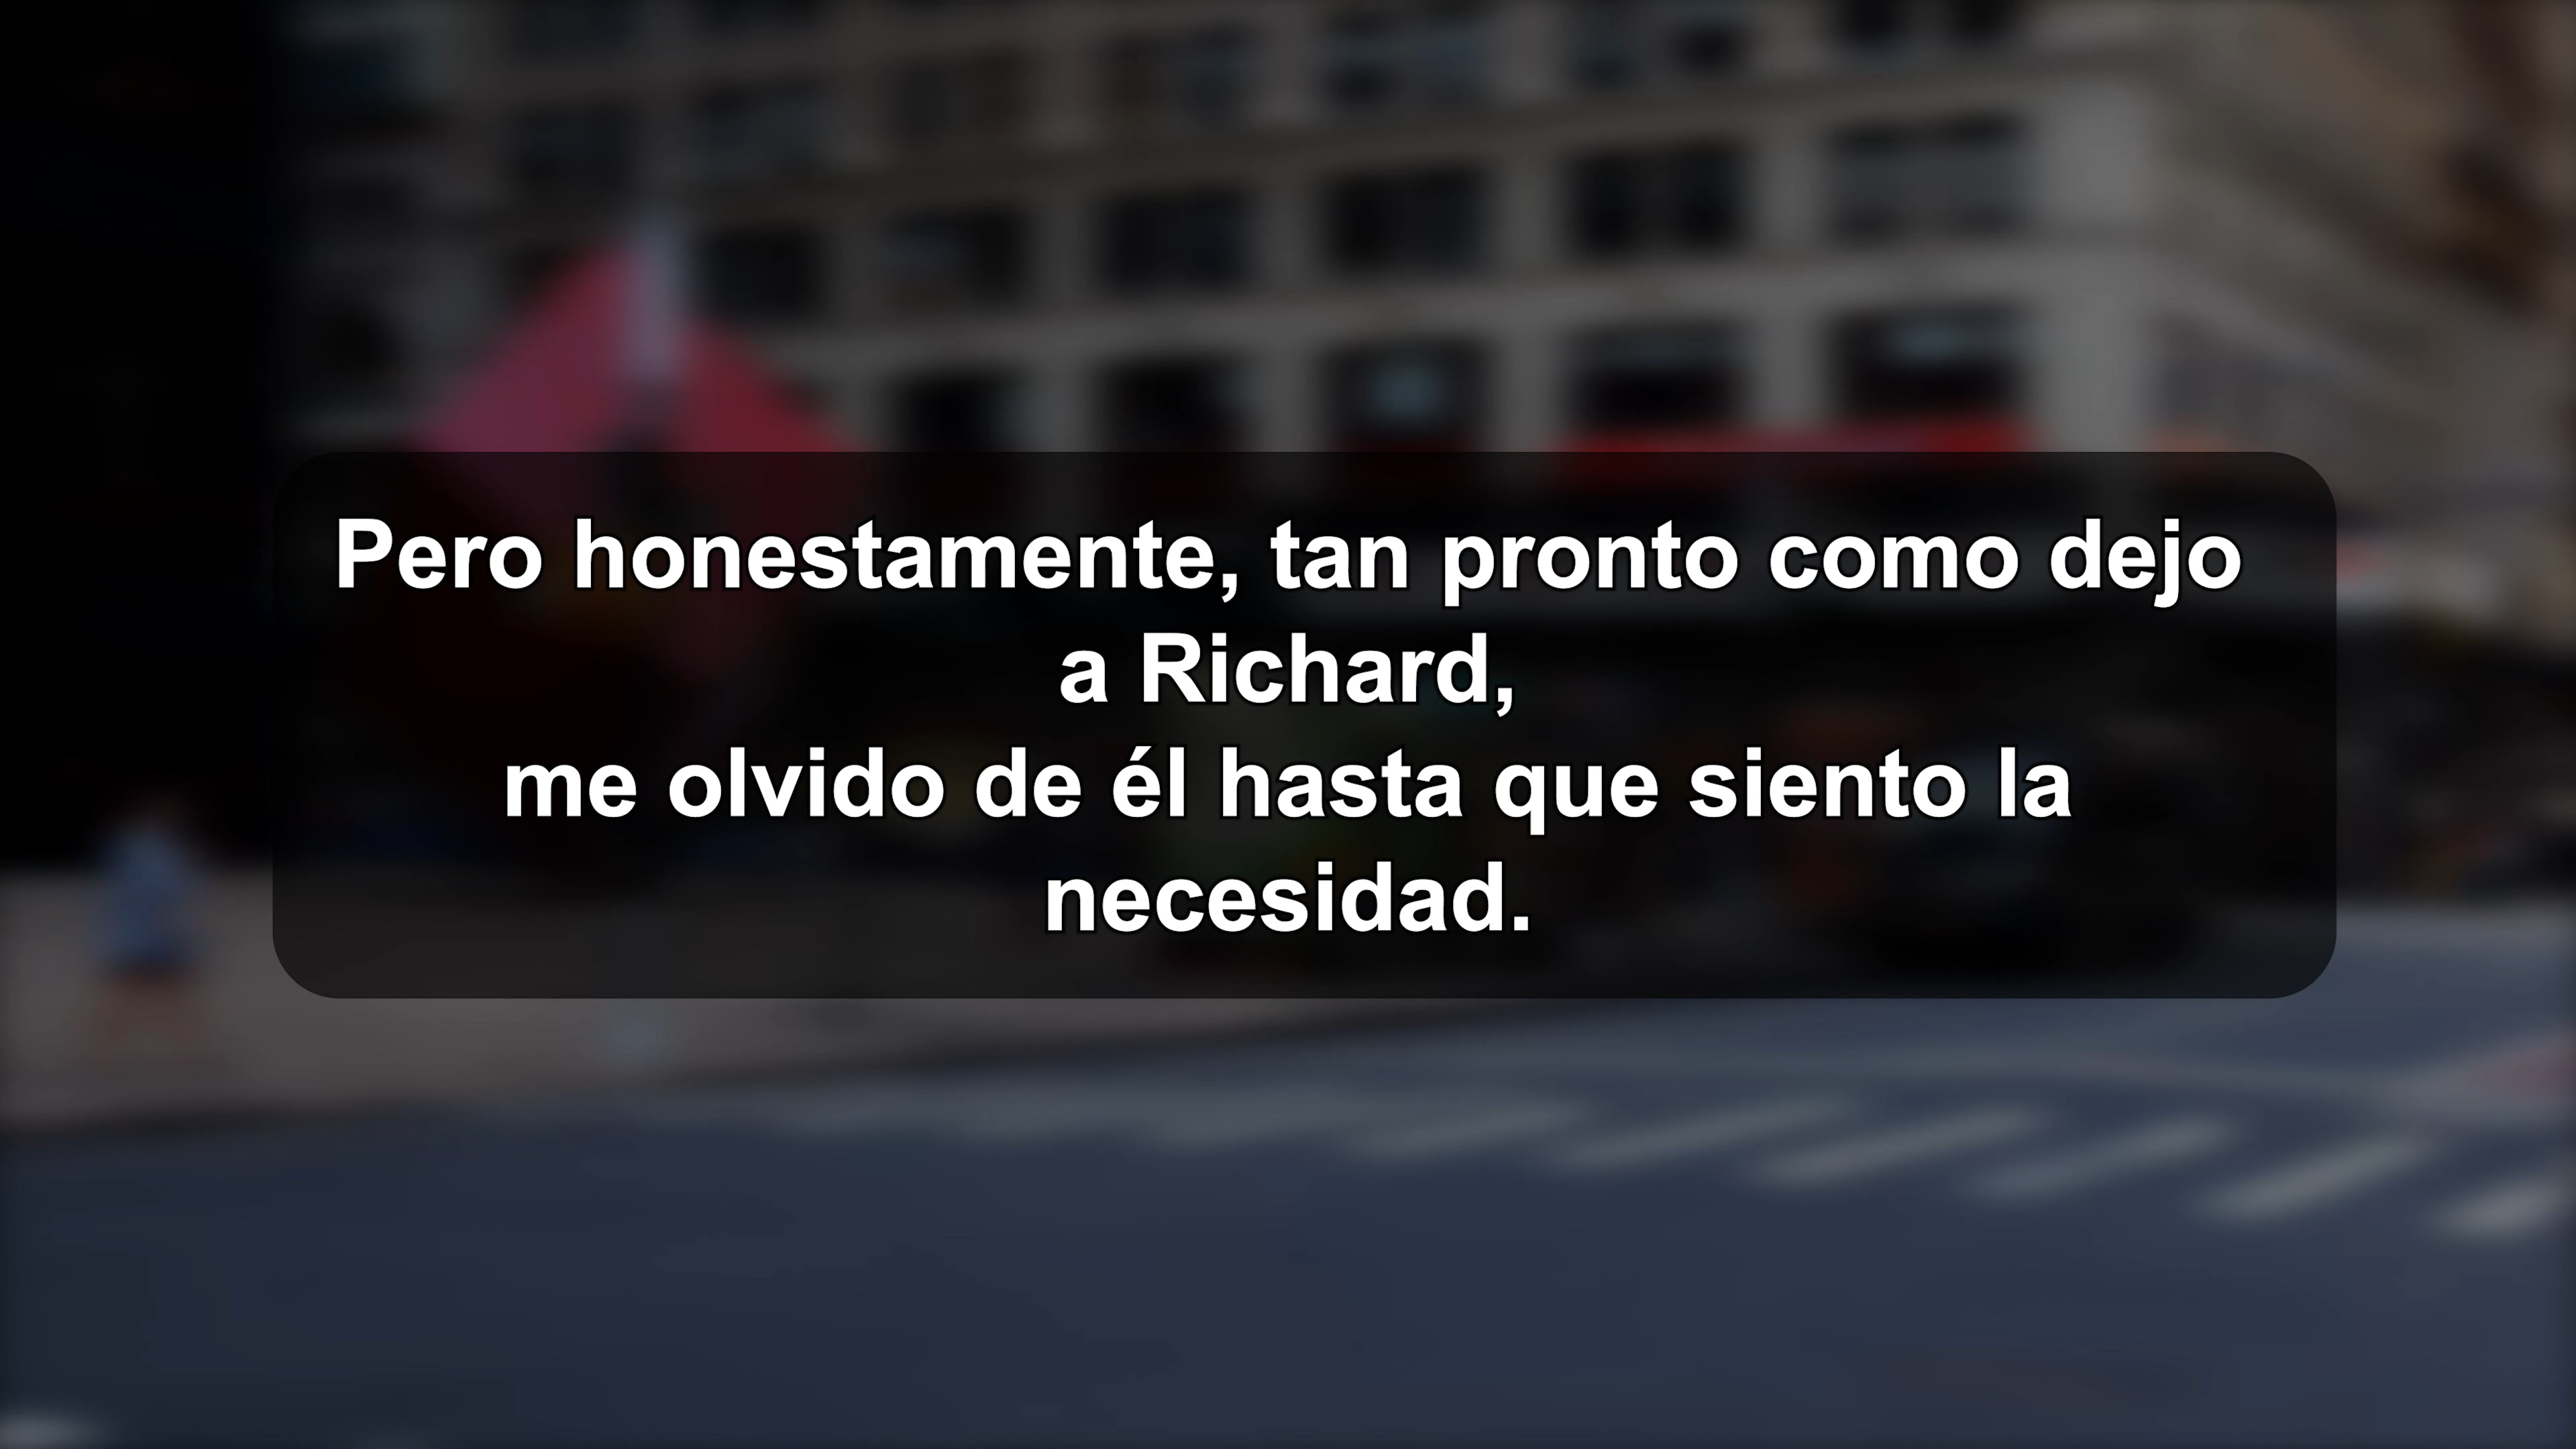 Pero honestamente, tan pronto como dejo
a Richard,
me olvido de él hasta que siento la
necesidad.